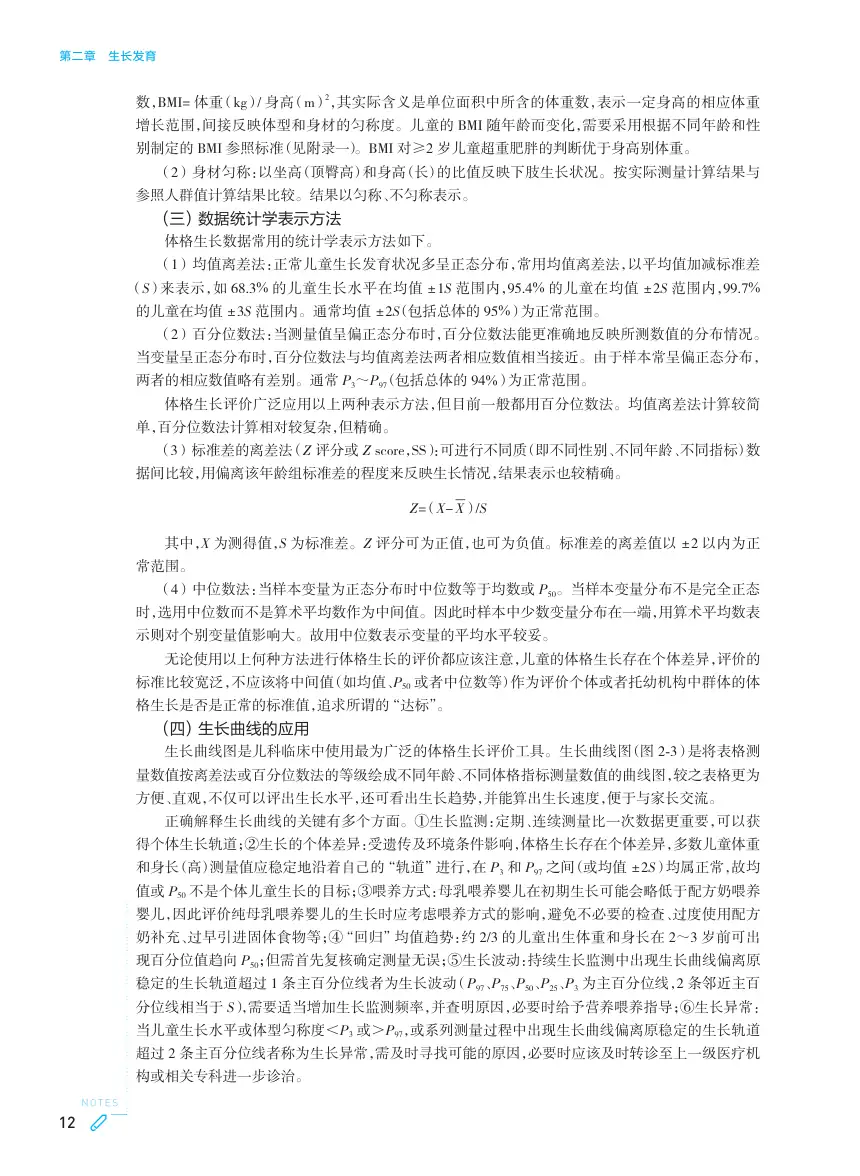 第二章 生长发育
数,BMI= 体重(kg)/ 身高(m)²,其实际含义是单位面积中所含的体重数,表示一定身高的相应体重
增长范围,间接反映体型和身材的匀称度。儿童的 BMI 随年龄而变化,需要采用根据不同年龄和性
别制定的 BMI 参照标准(见附录一)。BMI 对≥2 岁儿童超重肥胖的判断优于身高别体重。
(2)身材匀称:以坐高(顶臀高)和身高(长)的比值反映下肢生长状况。按实际测量计算结果与
参照人群值计算结果比较。结果以匀称、不匀称表示。
(三)数据统计学表示方法
体格生长数据常用的统计学表示方法如下。
(1)均值离差法:正常儿童生长发育状况多呈正态分布,常用均值离差法,以平均值加减标准差
(S)来表示,如 68.3% 的儿童生长水平在均值 ±1S 范围内,95.4% 的儿童在均值 ±2S 范围内,99.7%
的儿童在均值 ±3S 范围内。通常均值 ±2S(包括总体的 95%)为正常范围。
(2)百分位数法:当测量值呈偏正态分布时,百分位数法能更准确地反映所测数值的分布情况。
当变量呈正态分布时,百分位数法与均值离差法两者相应数值相当接近。由于样本常呈偏正态分布,
两者的相应数值略有差别。通常 P₃~P₉₇(包括总体的 94%)为正常范围。
体格生长评价广泛应用以上两种表示方法,但目前一般都用百分位数法。均值离差法计算较简
单,百分位数法计算相对较复杂,但精确。
(3)标准差的离差法(Z 评分或 Z score,SS):可进行不同质(即不同性别、不同年龄、不同指标)数
据间比较,用偏离该年龄组标准差的程度来反映生长情况,结果表示也较精确。
Z=(X−X̅)/S
其中,X 为测得值,S 为标准差。Z 评分可为正值,也可为负值。标准差的离差值以 ±2 以内为正
常范围。
(4)中位数法:当样本变量为正态分布时中位数等于均数或 P₅₀。当样本变量分布不是完全正态
时,选用中位数而不是算术平均数作为中间值。因此时样本中少数变量分布在一端,用算术平均数表
示则对个别变量值影响大。故用中位数表示变量的平均水平较妥。
无论使用以上何种方法进行体格生长的评价都应该注意,儿童的体格生长存在个体差异,评价的
标准比较宽泛,不应该将中间值(如均值、P₅₀ 或者中位数等)作为评价个体或者托幼机构中群体的体
格生长是否是正常的标准值,追求所谓的“达标”。
(四)生长曲线的应用
生长曲线图是儿科临床中使用最为广泛的体格生长评价工具。生长曲线图(图 2-3)是将表格测
量数值按离差法或百分位数法的等级绘成不同年龄、不同体格指标测量数值的曲线图,较之表格更为
方便、直观,不仅可以评出生长水平,还可看出生长趋势,并能算出生长速度,便于与家长交流。
正确解释生长曲线的关键有多个方面。①生长监测:定期、连续测量比一次数据更重要,可以获
得个体生长轨道;②生长的个体差异:受遗传及环境条件影响,体格生长存在个体差异,多数儿童体重
和身长(高)测量值应稳定地沿着自己的“轨道”进行,在 P₃ 和 P₉₇ 之间(或均值 ±2S)均属正常,故均
值或 P₅₀ 不是个体儿童生长的目标;③喂养方式:母乳喂养婴儿在初期生长可能会略低于配方奶喂养
婴儿,因此评价纯母乳喂养婴儿的生长时应考虑喂养方式的影响,避免不必要的检查、过度使用配方
奶补充、过早引进固体食物等;④“回归”均值趋势:约 2/3 的儿童出生体重和身长在 2~3 岁前可出
现百分位值趋向 P₅₀;但需首先复核确定测量无误;⑤生长波动:持续生长监测中出现生长曲线偏离原
稳定的生长轨道超过 1 条主百分位线者为生长波动(P₉₇、P₇₅、P₅₀、P₂₅、P₃ 为主百分位线,2 条邻近主百
分位线相当于 S),需要适当增加生长监测频率,并查明原因,必要时给予营养喂养指导;⑥生长异常:
当儿童生长水平或体型匀称度<P₃ 或>P₉₇,或系列测量过程中出现生长曲线偏离原稳定的生长轨道
超过 2 条主百分位线者称为生长异常,需及时寻找可能的原因,必要时应该及时转诊至上一级医疗机
构或相关专科进一步诊治。
NOTES
12